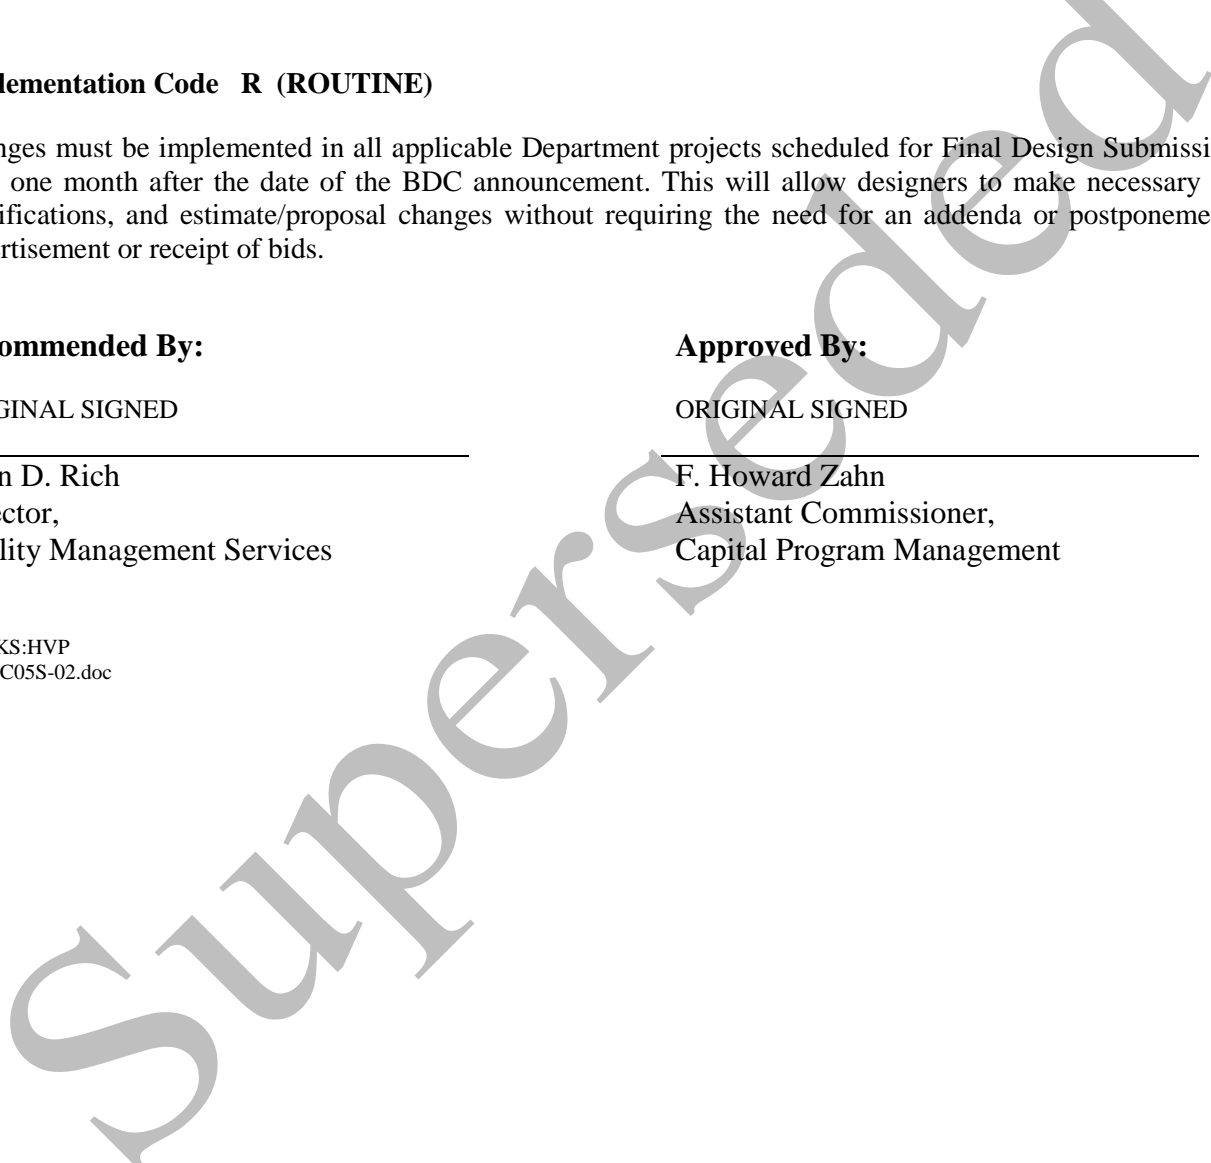 lementation Code R (ROUTINE)
nges must be implemented in all applicable Department projects scheduled for Final Design Submissi
one month after the date of the BDC announcement. This will allow designers to make necessary
ifications, and estimate/proposal changes without requiring the need for an addenda or postponeme
rtisement or receipt of bids.
ommended By: Approved By:
GINAL SIGNED ORIGINAL SIGNED
n D. Rich F. Howard Zahn
ctor, Assistant Commissioner,
lity Management Services Capital Program Management
KS:HVP
C05S-02.doc
Superseded